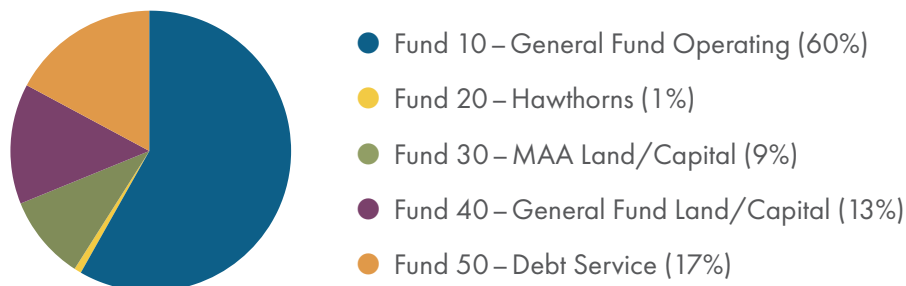 Fund 10 – General Fund Operating (60%)
Fund 20 – Hawthorns (1%)
Fund 30 – MAA Land/Capital (9%)
Fund 40 – General Fund Land/Capital (13%)
Fund 50 – Debt Service (17%)